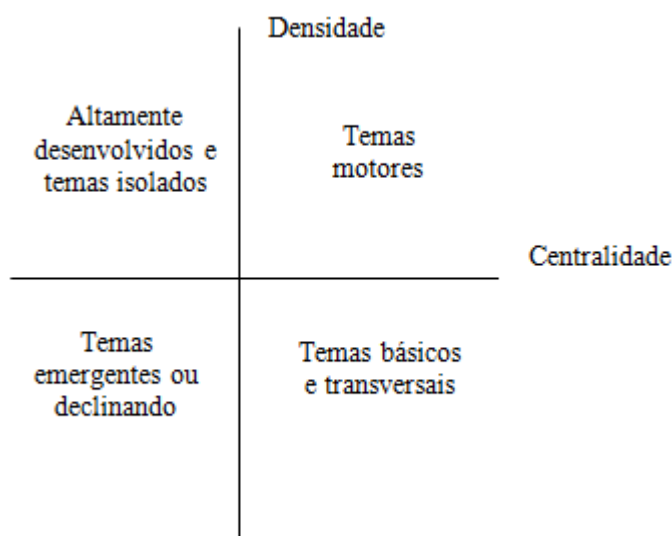 Densidade
Altamente
desenvolvidos e
temas isolados
Temas
motores
Centralidade
Temas
emergentes ou
declinando
Temas básicos
e transversais